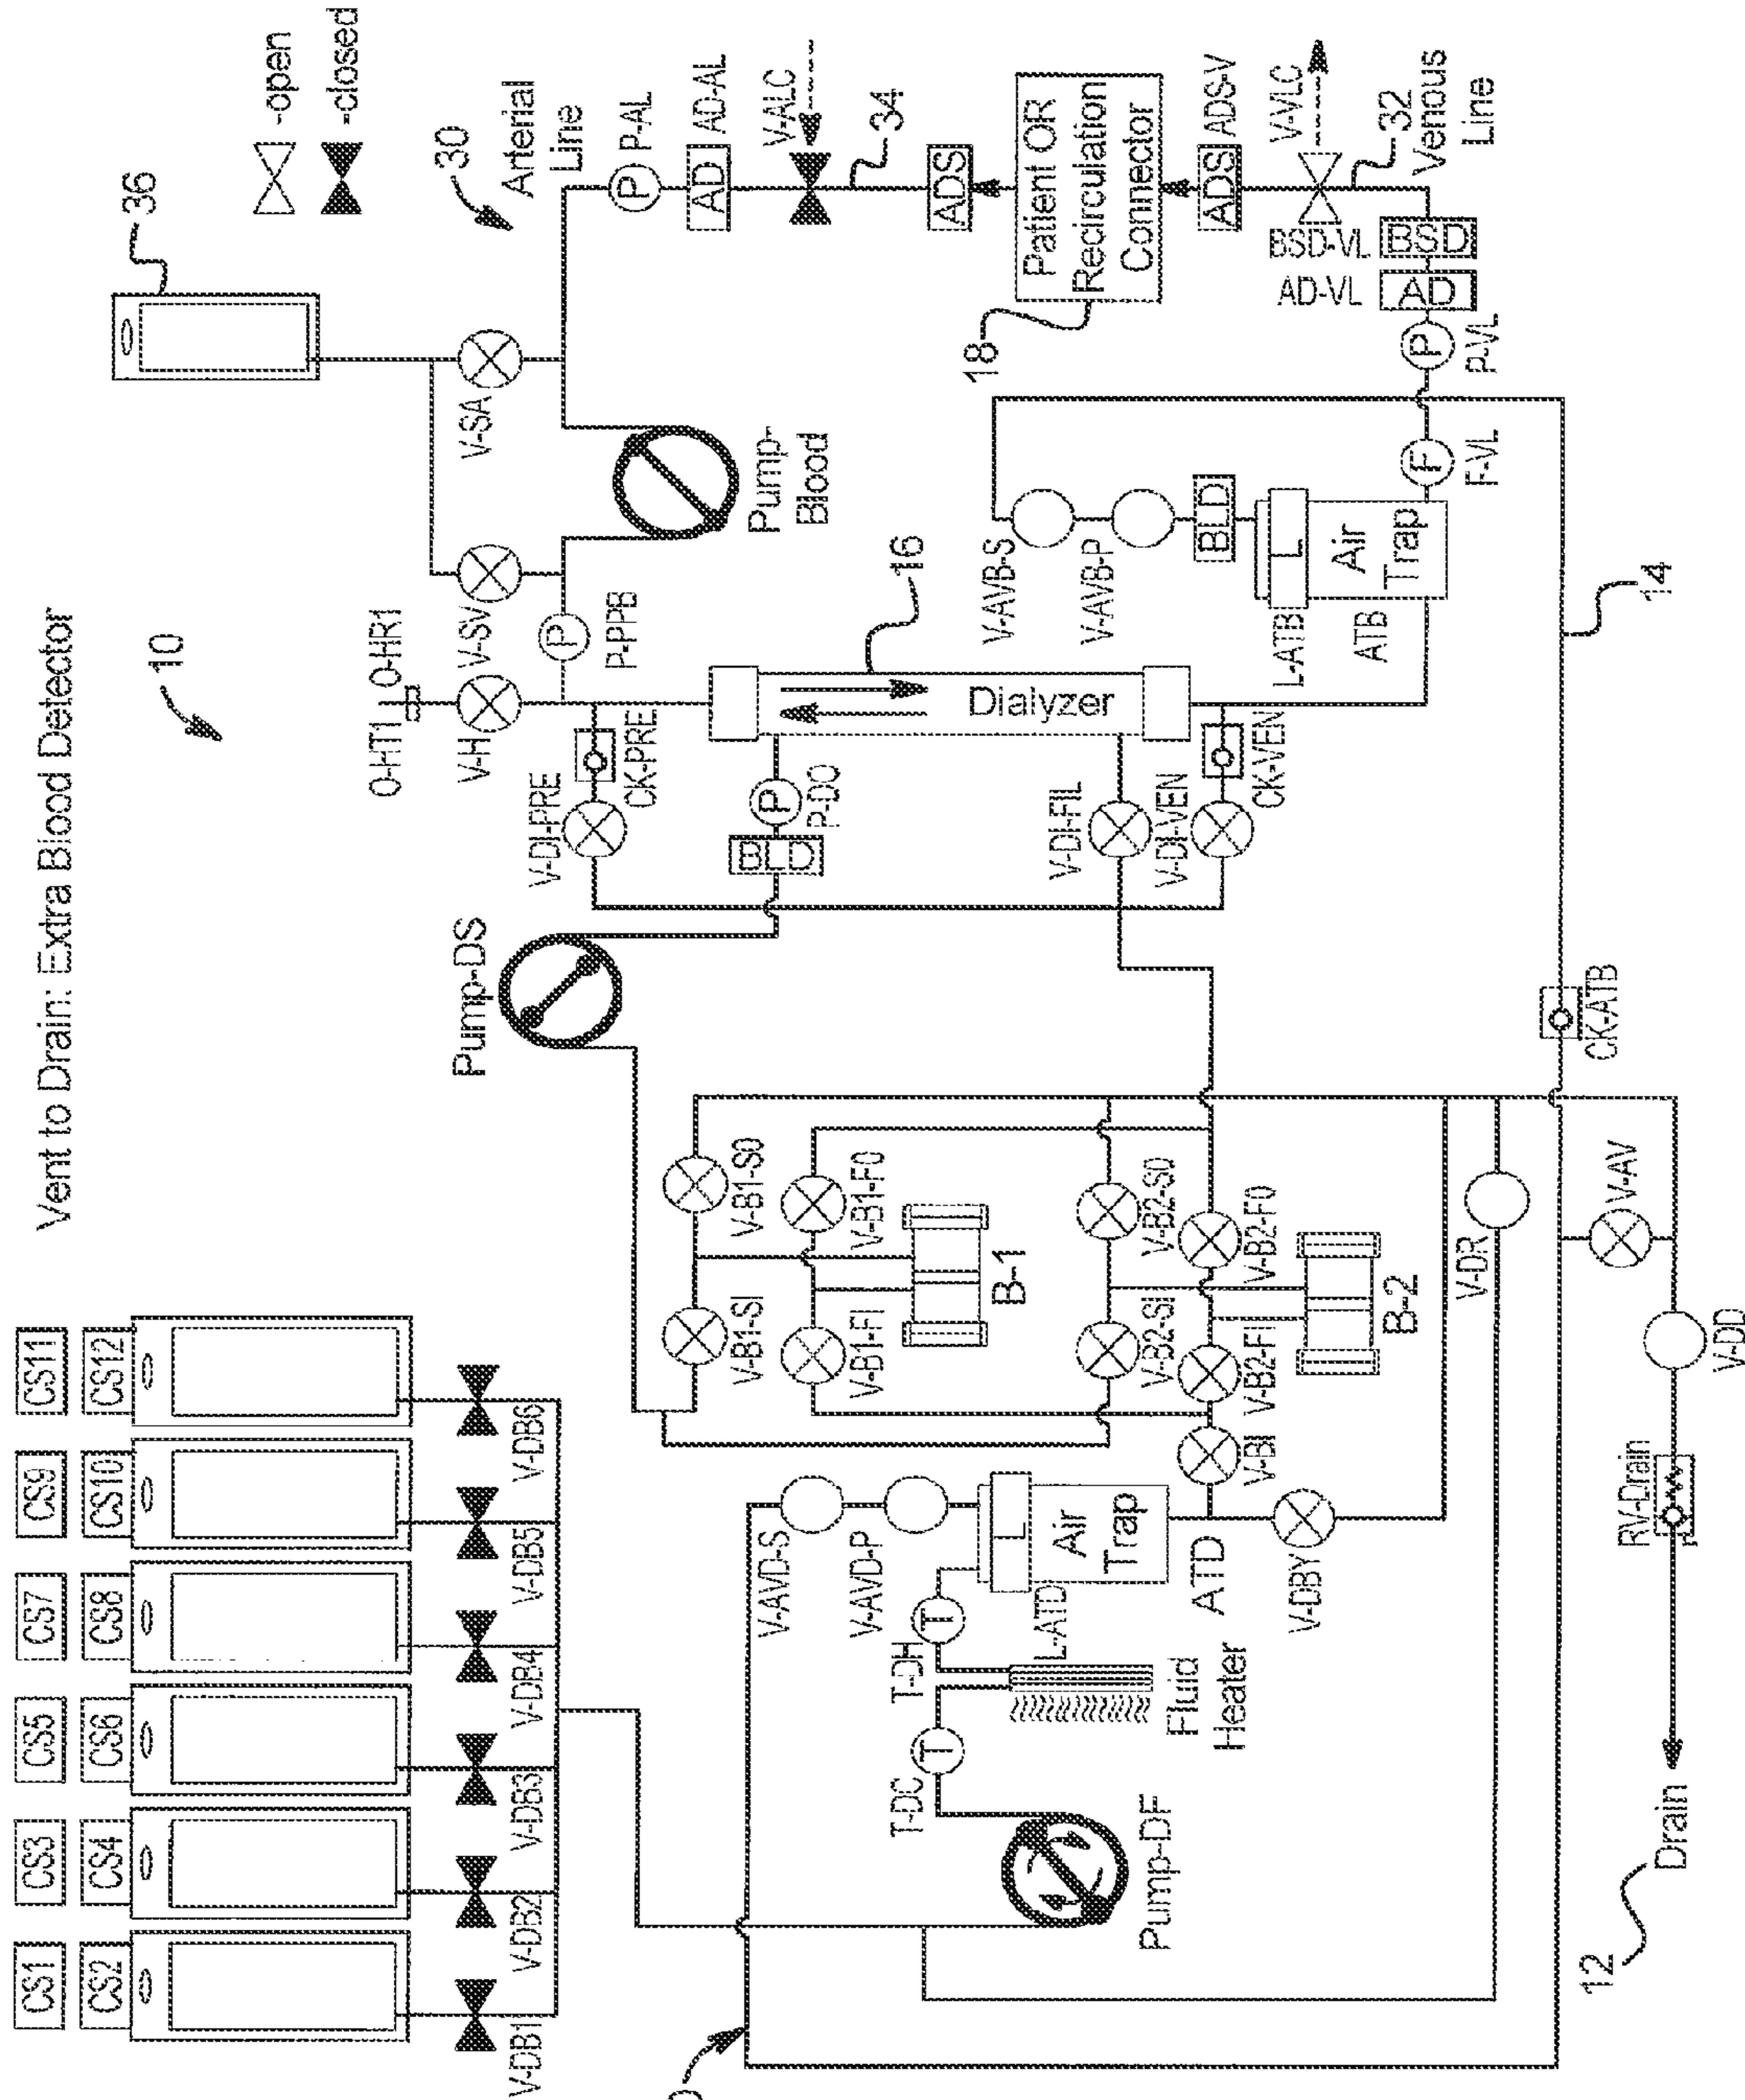 Vent to Drain: Extra Blood Detector
10
-open
-closed
36
30
Arterial
Line
P
P-AL
AD
AD-AL
V-ALC
34
ADS
Patient OR
Recirculation
Connector
18
ADS
ADS-V
V-VLC
32
Venous
Line
BSD-VL
BSD
AD-VL
AD
P
P-VL
F
F-VL
V-SA
V-SV
Pump-
Blood
O-HT1
O-HR1
V-H
P
P-PPB
V-DI-PRE
CK-PRE
16
Dialyzer
P
P-DO
BLD
V-DI-FIL
V-DI-VEN
CK-VEN
V-AVB-S
V-AVB-P
BLD
L
L-ATB
Air
Trap
ATB
14
CK-ATB
Pump-DS
V-B1-SI
V-B1-S0
V-B1-FI
V-B1-F0
B-1
V-B2-SI
V-B2-S0
V-B2-FI
V-B2-F0
B-2
V-BI
V-DBY
V-DR
V-AV
V-DD
RV-Drain
Drain
12
CS1
CS2
CS3
CS4
CS5
CS6
CS7
CS8
CS9
CS10
CS11
CS12
V-DB1
V-DB2
V-DB3
V-DB4
V-DB5
V-DB6
V-AVD-S
V-AVD-P
L
L-ATD
Air
Trap
ATD
T
T-DH
T
T-DC
Fluid
Heater
Pump-DF